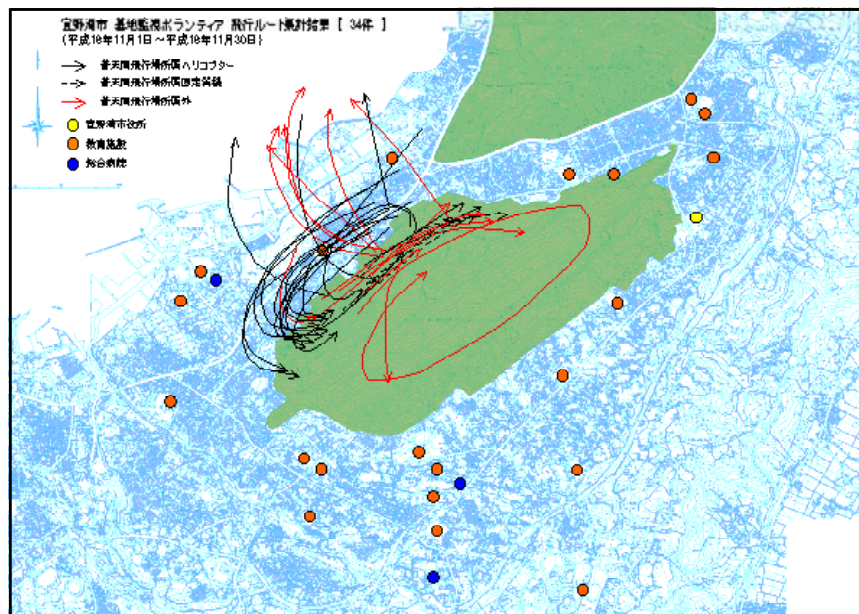 宜野湾市 基地監視ボランティア 飛行ルート集計結果 [ 34件 ]
(平成18年11月1日～平成18年11月30日)
普天間飛行場所属ヘリコプター
普天間飛行場所属固定翼機
普天間飛行場所属外
宜野湾市役所
教育施設
総合病院